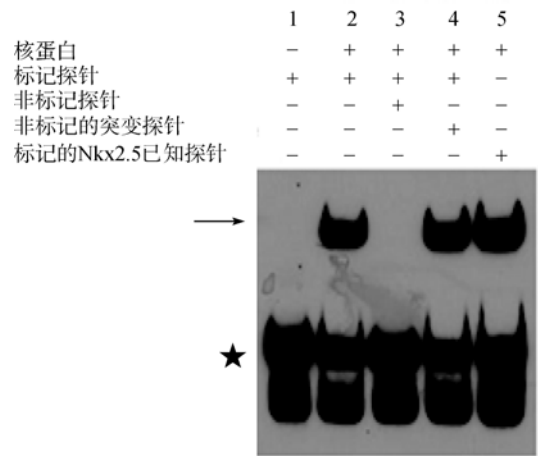 1 2 3 4 5
核蛋白 − + + + +
标记探针 + + + + −
非标记探针 − − + − −
非标记的突变探针 − − − + −
标记的Nkx2.5已知探针 − − − − +